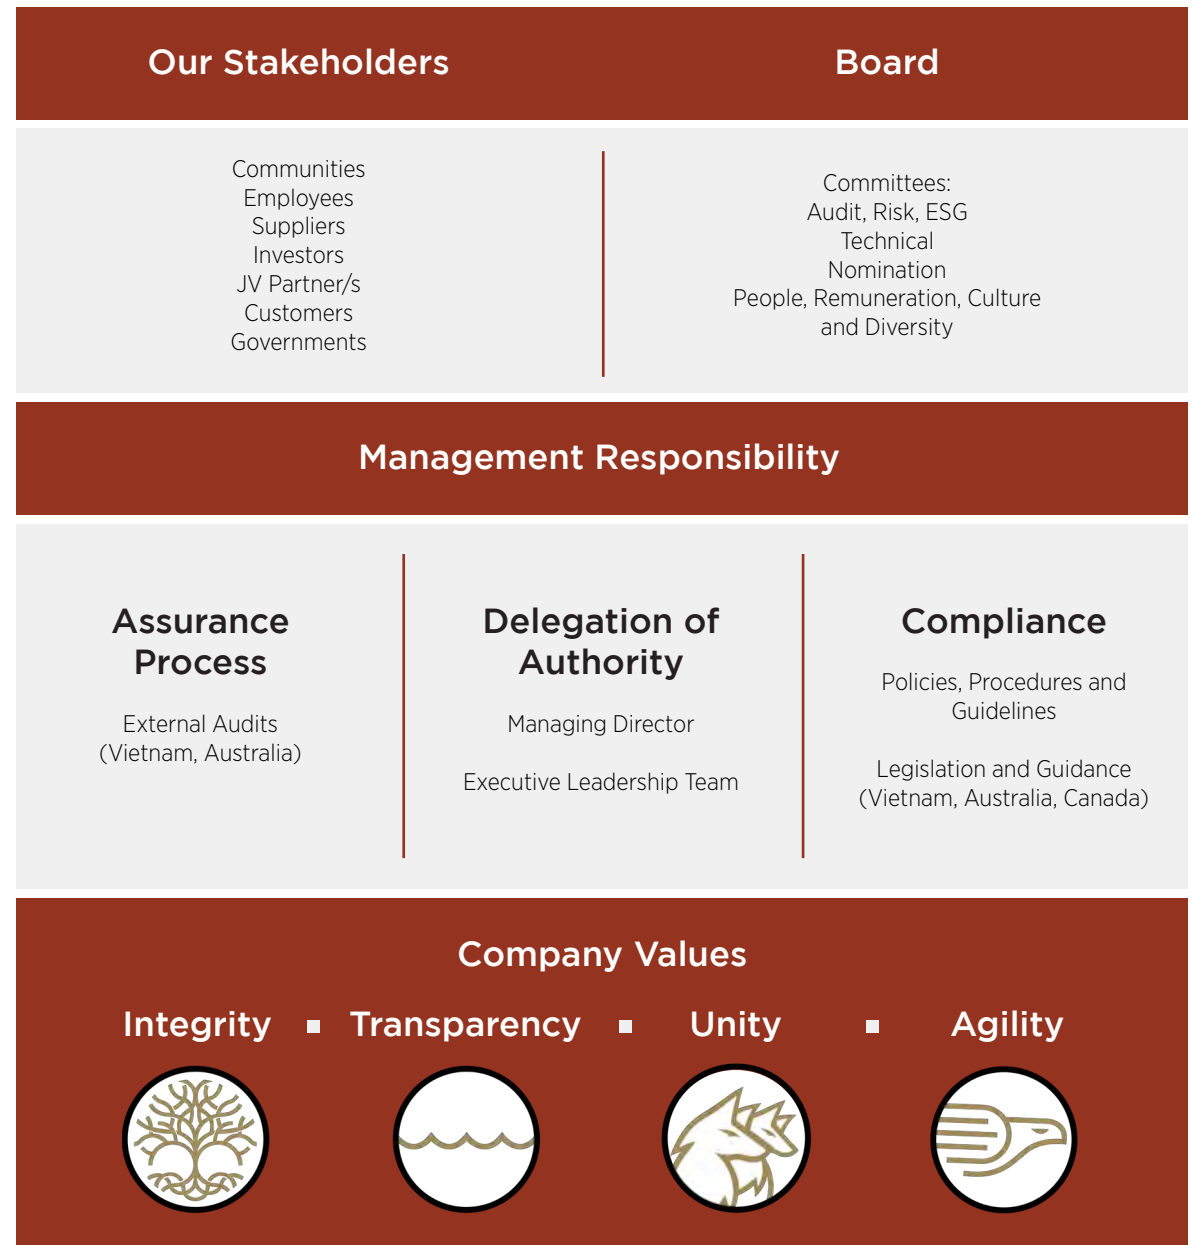 Our Stakeholders
Board
Communities
Employees
Suppliers
Investors
JV Partner/s
Customers
Governments
Committees:
Audit, Risk, ESG
Technical
Nomination
People, Remuneration, Culture
and Diversity
Management Responsibility
Assurance
Process
External Audits
(Vietnam, Australia)
Delegation of
Authority
Managing Director
Executive Leadership Team
Compliance
Policies, Procedures and
Guidelines
Legislation and Guidance
(Vietnam, Australia, Canada)
Company Values
Integrity ▪ Transparency ▪ Unity ▪ Agility